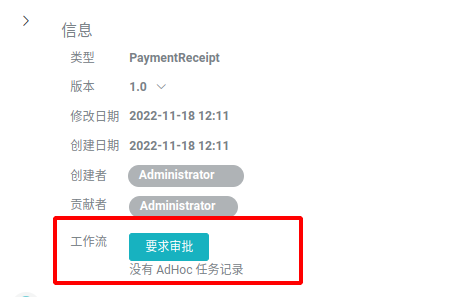 信息
类型 PaymentReceipt
版本 1.0
修改日期 2022-11-18 12:11
创建日期 2022-11-18 12:11
创建者 Administrator
贡献者 Administrator
工作流 要求审批
没有 AdHoc 任务记录